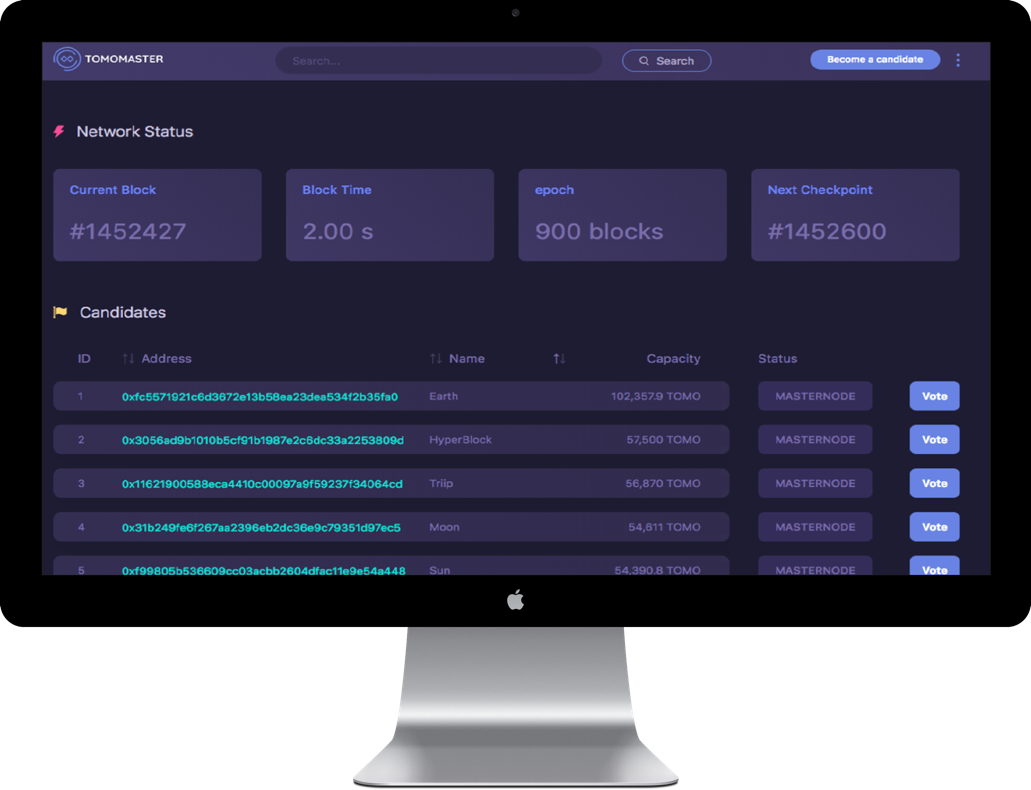 TOMOMASTER
Search...
Search
Become a candidate
Network Status
Current Block
Block Time
epoch
Next Checkpoint
#1452427
2.00 s
900 blocks
#1452600
Candidates
ID Address Name Capacity Status
1 0xfc5571921c6d3672e13b58ea23dea534f2b35fa0 Earth 102,357.9 TOMO MASTERNODE Vote
2 0x3056ad9b1010b5cf91b1987e2c6dc33a2253809d HyperBlock 57,500 TOMO MASTERNODE Vote
3 0x11621900588eca4410c00097a9f59237f34064cd Triip 56,870 TOMO MASTERNODE Vote
4 0x31b249fe6f267aa2396eb2dc36e9c79351d97ec5 Moon 54,611 TOMO MASTERNODE Vote
5 0xf99805b536609cc03acbb2604dfac11e9e54a448 Sun 54,390.8 TOMO MASTERNODE Vote